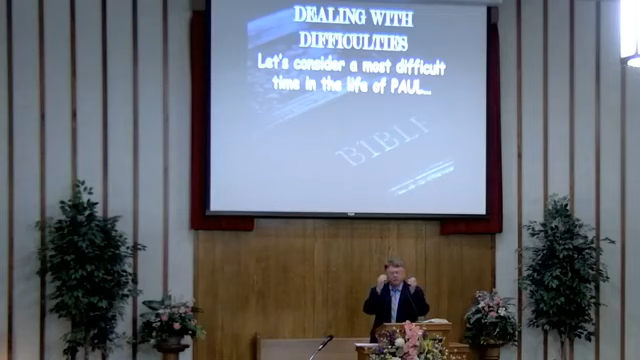 DEALING WITH
DIFFICULTIES
Let's consider a most difficult
time in the life of PAUL...
BIBLE